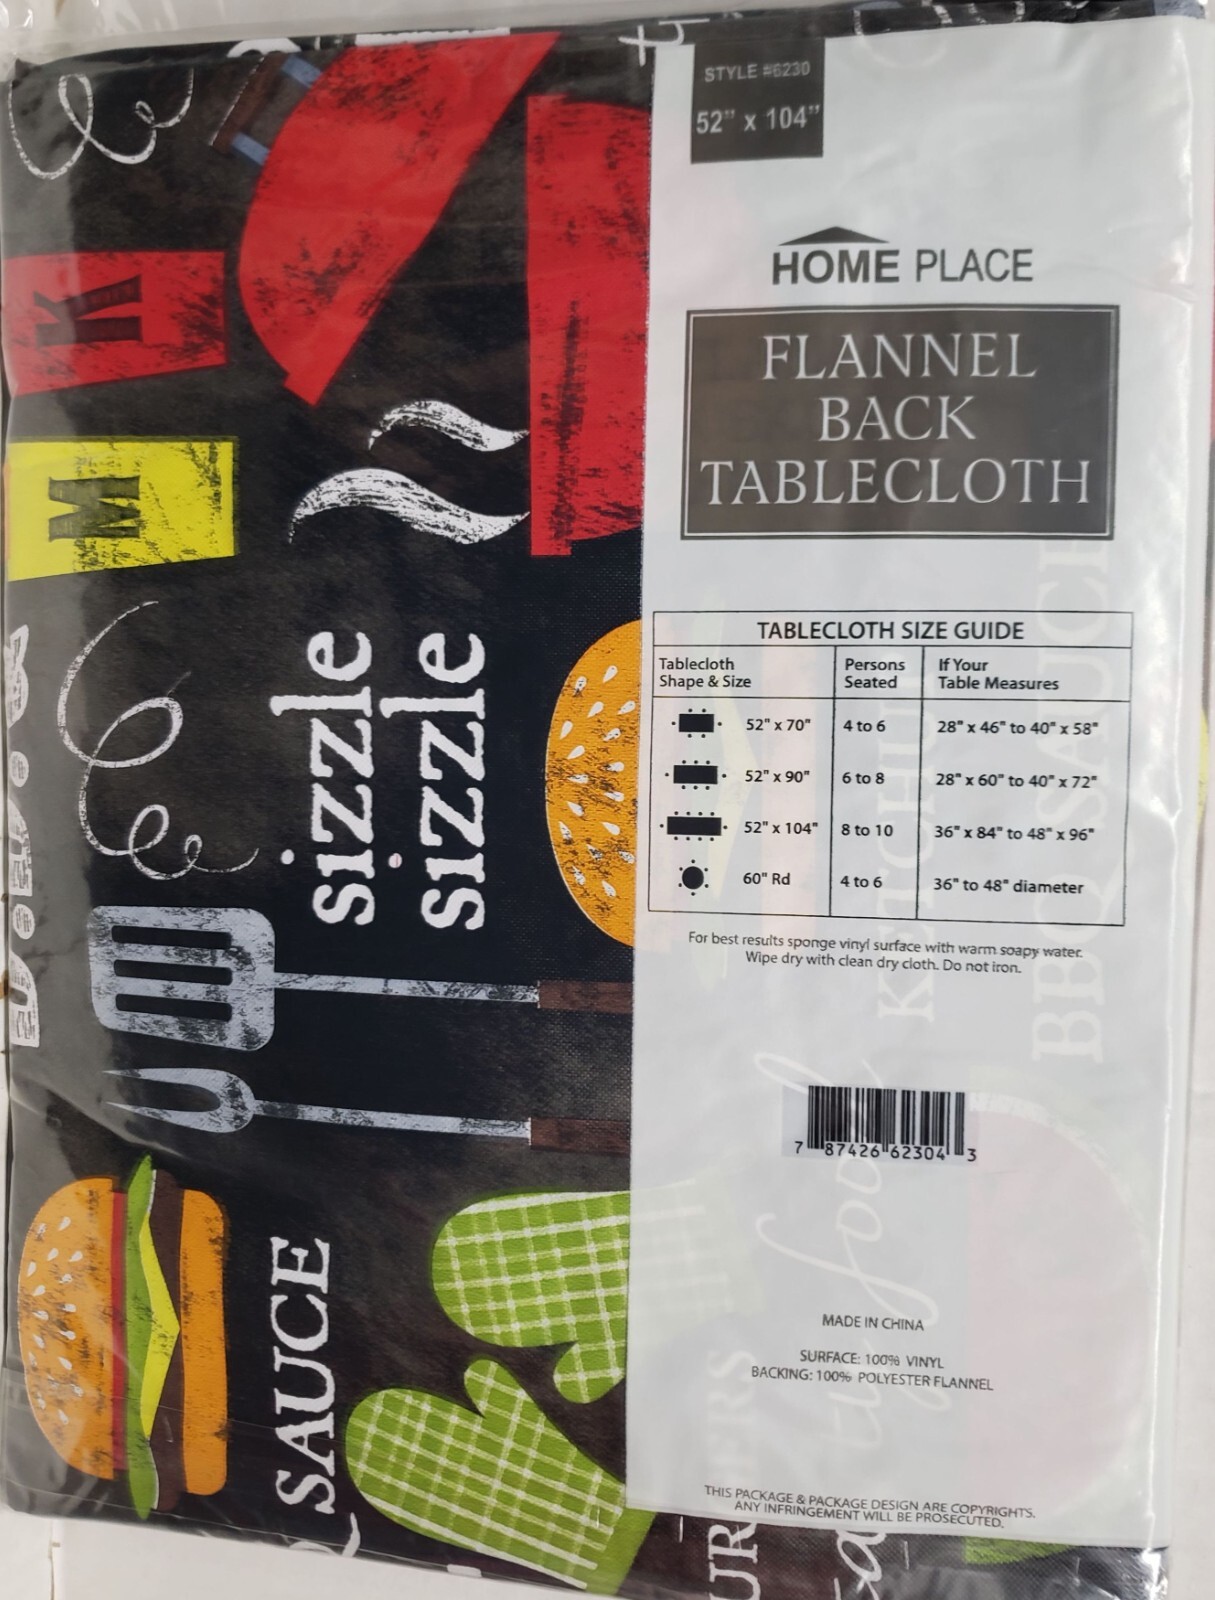 STYLE #6230
52" x 104"
HOME PLACE
FLANNEL
BACK
TABLECLOTH
TABLECLOTH SIZE GUIDE
Tablecloth Shape & Size Persons Seated If Your Table Measures
52" x 70" 4 to 6 28" x 46" to 40" x 58"
52" x 90" 6 to 8 28" x 60" to 40" x 72"
52" x 104" 8 to 10 36" x 84" to 48" x 96"
60" Rd 4 to 6 36" to 48" diameter
For best results sponge vinyl surface with warm soapy water.
Wipe dry with clean dry cloth. Do not iron.
7 87426 62304 3
MADE IN CHINA
SURFACE: 100% VINYL
BACKING: 100% POLYESTER FLANNEL
THIS PACKAGE & PACKAGE DESIGN ARE COPYRIGHTS.
ANY INFRINGEMENT WILL BE PROSECUTED.
K
M
sizzle
sizzle
SAUCE
KETCHUP
BBQ SAUCE
food
UR